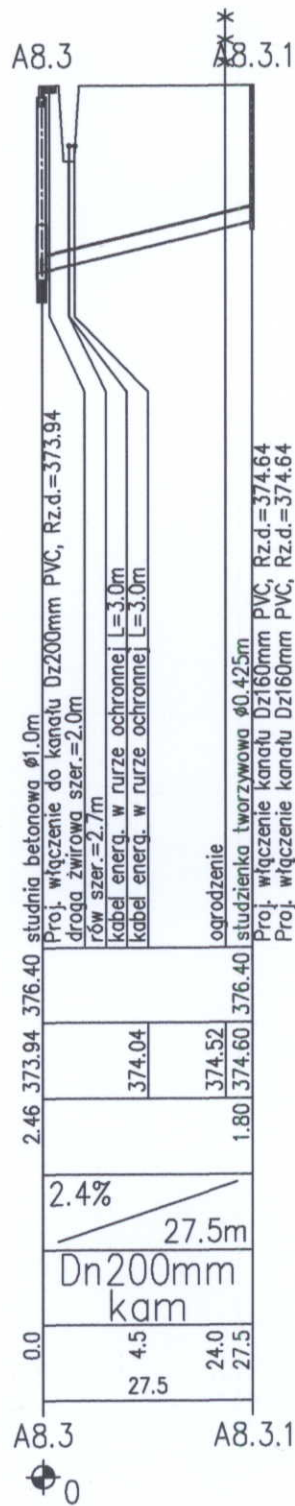 A8.3
A8.3.1
studnia betonowa ø1.0m
Proj. włączenie do kanału Dz200mm PVC, Rz.d.=373.94
droga żwirowa szer.=2.0m
rów szer.=2.7m
kabel energ. w rurze ochronnej L=3.0m
kabel energ. w rurze ochronnej L=3.0m
ogrodzenie
studzienka tworzywowa ø0.425m
Proj. włączenie kanału Dz160mm PVC, Rz.d.=374.64
Proj. włączenie kanału Dz160mm PVC, Rz.d.=374.64
376.40
376.40
373.94
374.04
374.52
374.60
2.46
1.80
2.4%
27.5m
Dn200mm
kam
0.0
4.5
24.0
27.5
27.5
A8.3
A8.3.1
0